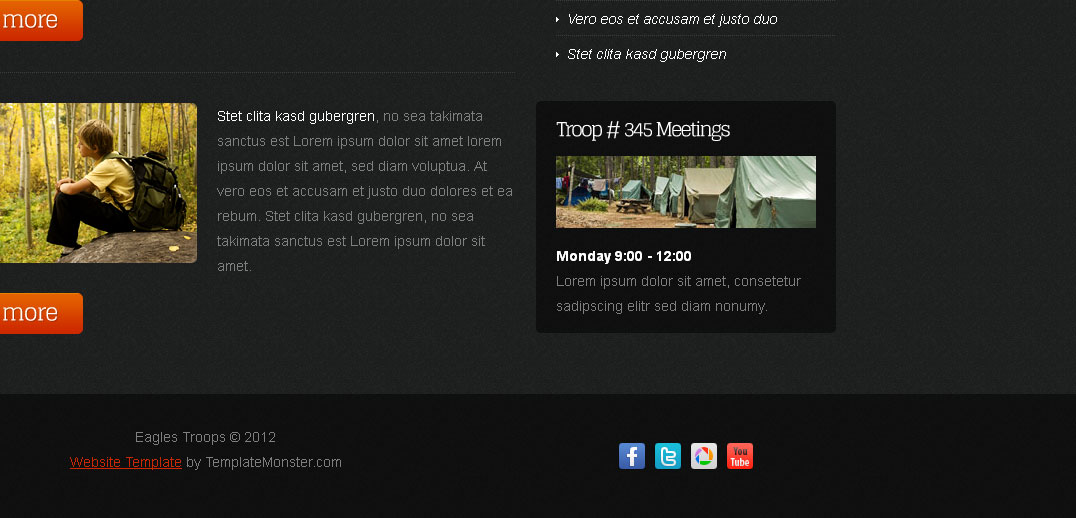 more
Vero eos et accusam et justo duo
Stet clita kasd gubergren
Stet clita kasd gubergren, no sea takimata
sanctus est Lorem ipsum dolor sit amet lorem
ipsum dolor sit amet, sed diam voluptua. At
vero eos et accusam et justo duo dolores et ea
rebum. Stet clita kasd gubergren, no sea
takimata sanctus est Lorem ipsum dolor sit
amet.
more
Troop # 345 Meetings
Monday 9:00 - 12:00
Lorem ipsum dolor sit amet, consetetur
sadipscing elitr sed diam nonumy.
Eagles Troops © 2012
Website Template by TemplateMonster.com
You
Tube